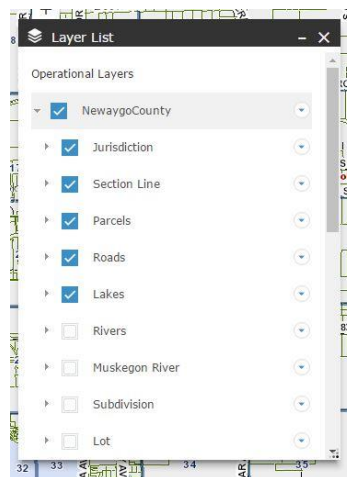 Layer List
Operational Layers
NewaygoCounty
Jurisdiction
Section Line
Parcels
Roads
Lakes
Rivers
Muskegon River
Subdivision
Lot
32
33
34
35